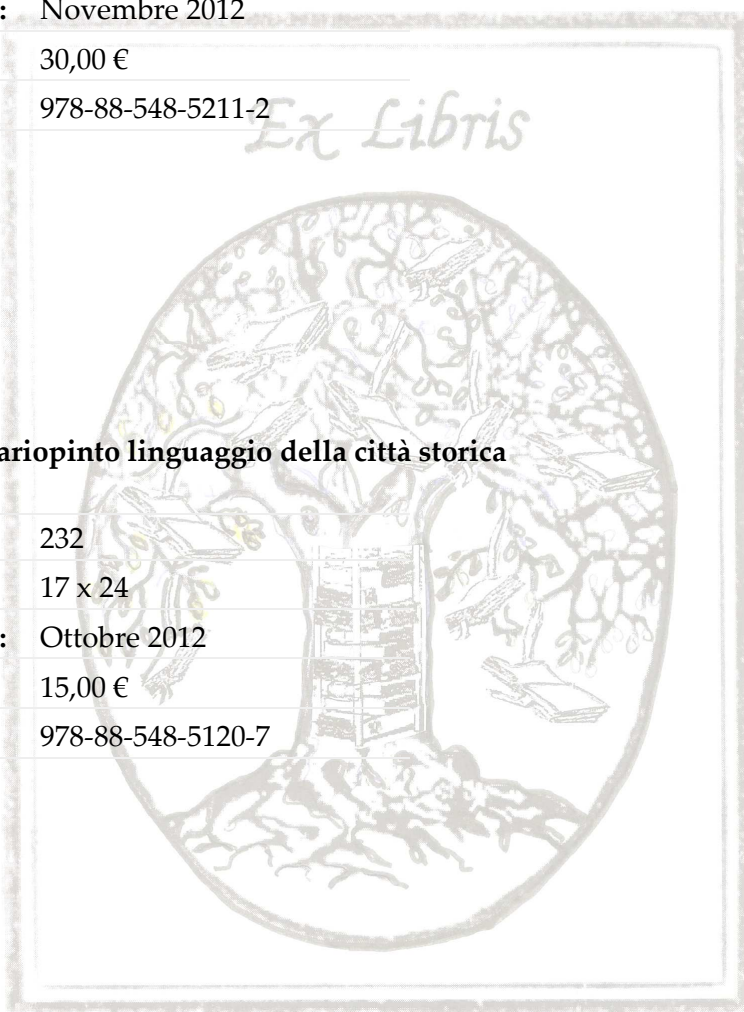 : Novembre 2012
30,00 €
978-88-548-5211-2
Ex Libris
ariopinto linguaggio della città storica
232
17 x 24
: Ottobre 2012
15,00 €
978-88-548-5120-7